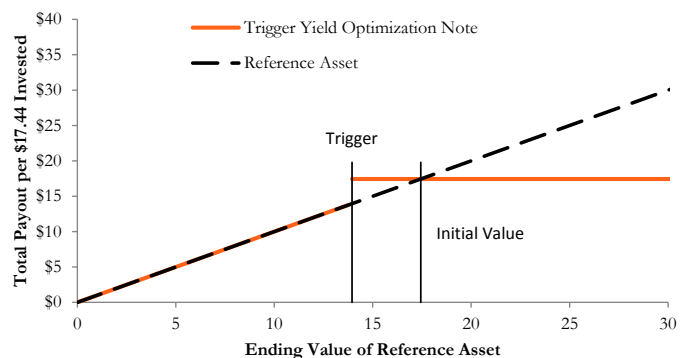 Trigger Yield Optimization Note
Reference Asset
Total Payout per $17.44 Invested
$40
$35
$30
$25
$20
$15
$10
$5
$0
Trigger
Initial Value
0 5 10 15 20 25 30
Ending Value of Reference Asset